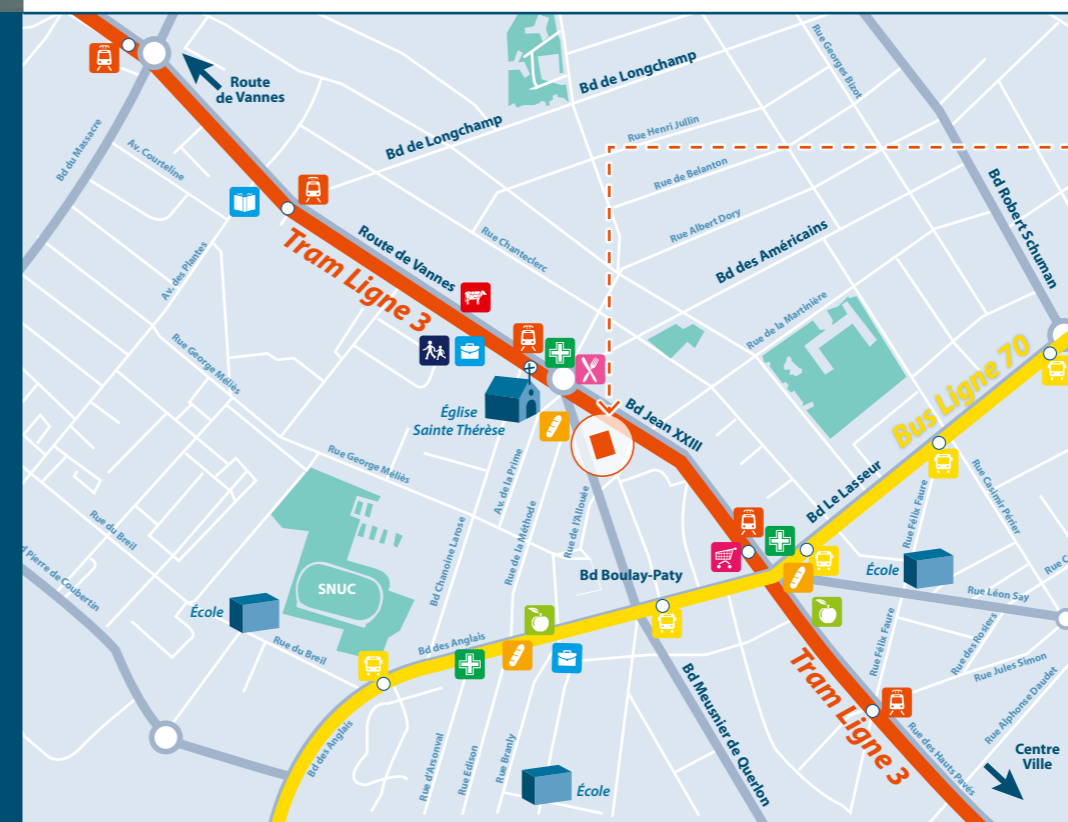 Route
de Vannes
Bd de Longchamp
Rue Georges Bizot
Bd du Massacre
Av. Courteline
Bd de Longchamp
Rue Henri Jullin
Rue de Belanton
Bd Robert Schuman
Rue Albert Dory
Route de Vannes
Rue Chanteclerc
Bd des Américains
Tram Ligne 3
Av. des Plantes
Rue de la Martinière
Rue George Méliès
Bus Ligne 70
Église
Sainte Thérèse
Bd Jean XXIII
Rue George Méliès
Av. de la Prime
Bd Le Lasseur
Rue Casimir Périer
Rue Félix Faure
Rue du Breil
Rue de la Méthode
Rue de l'Allouée
Bd Chanoine Larose
d Pierre de Coubertin
Bd Boulay-Paty
École
SNUC
École
Rue Léon Say
Rue C
Rue du Breil
Bd des Anglais
Rue Félix Faure
Rue des Rosiers
Rue Jules Simon
Bd Meusnier de Querlon
Tram Ligne 3
Rue Alphonse Daudet
Bd des Anglais
Rue d'Arsonval
Rue Edison
Rue Branly
Rue des Hauts Pavés
Centre
Ville
École